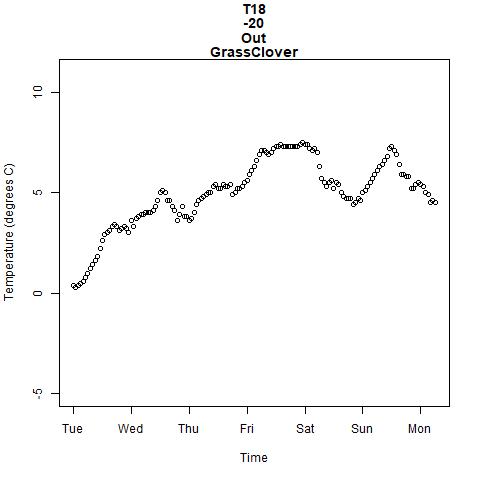 T18
-20
Out
GrassClover
Temperature (degrees C)
10
5
0
-5
Tue Wed Thu Fri Sat Sun Mon
Time